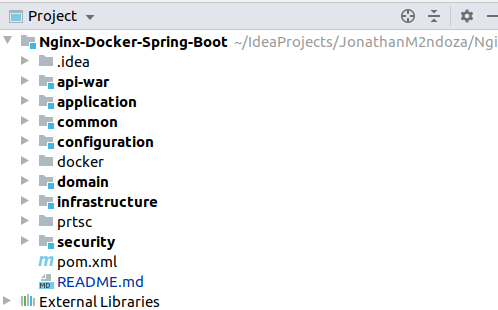 Project
Nginx-Docker-Spring-Boot ~/IdeaProjects/JonathanM2ndoza/Ngi
.idea
api-war
application
common
configuration
docker
domain
infrastructure
prtsc
security
m pom.xml
MD README.md
External Libraries